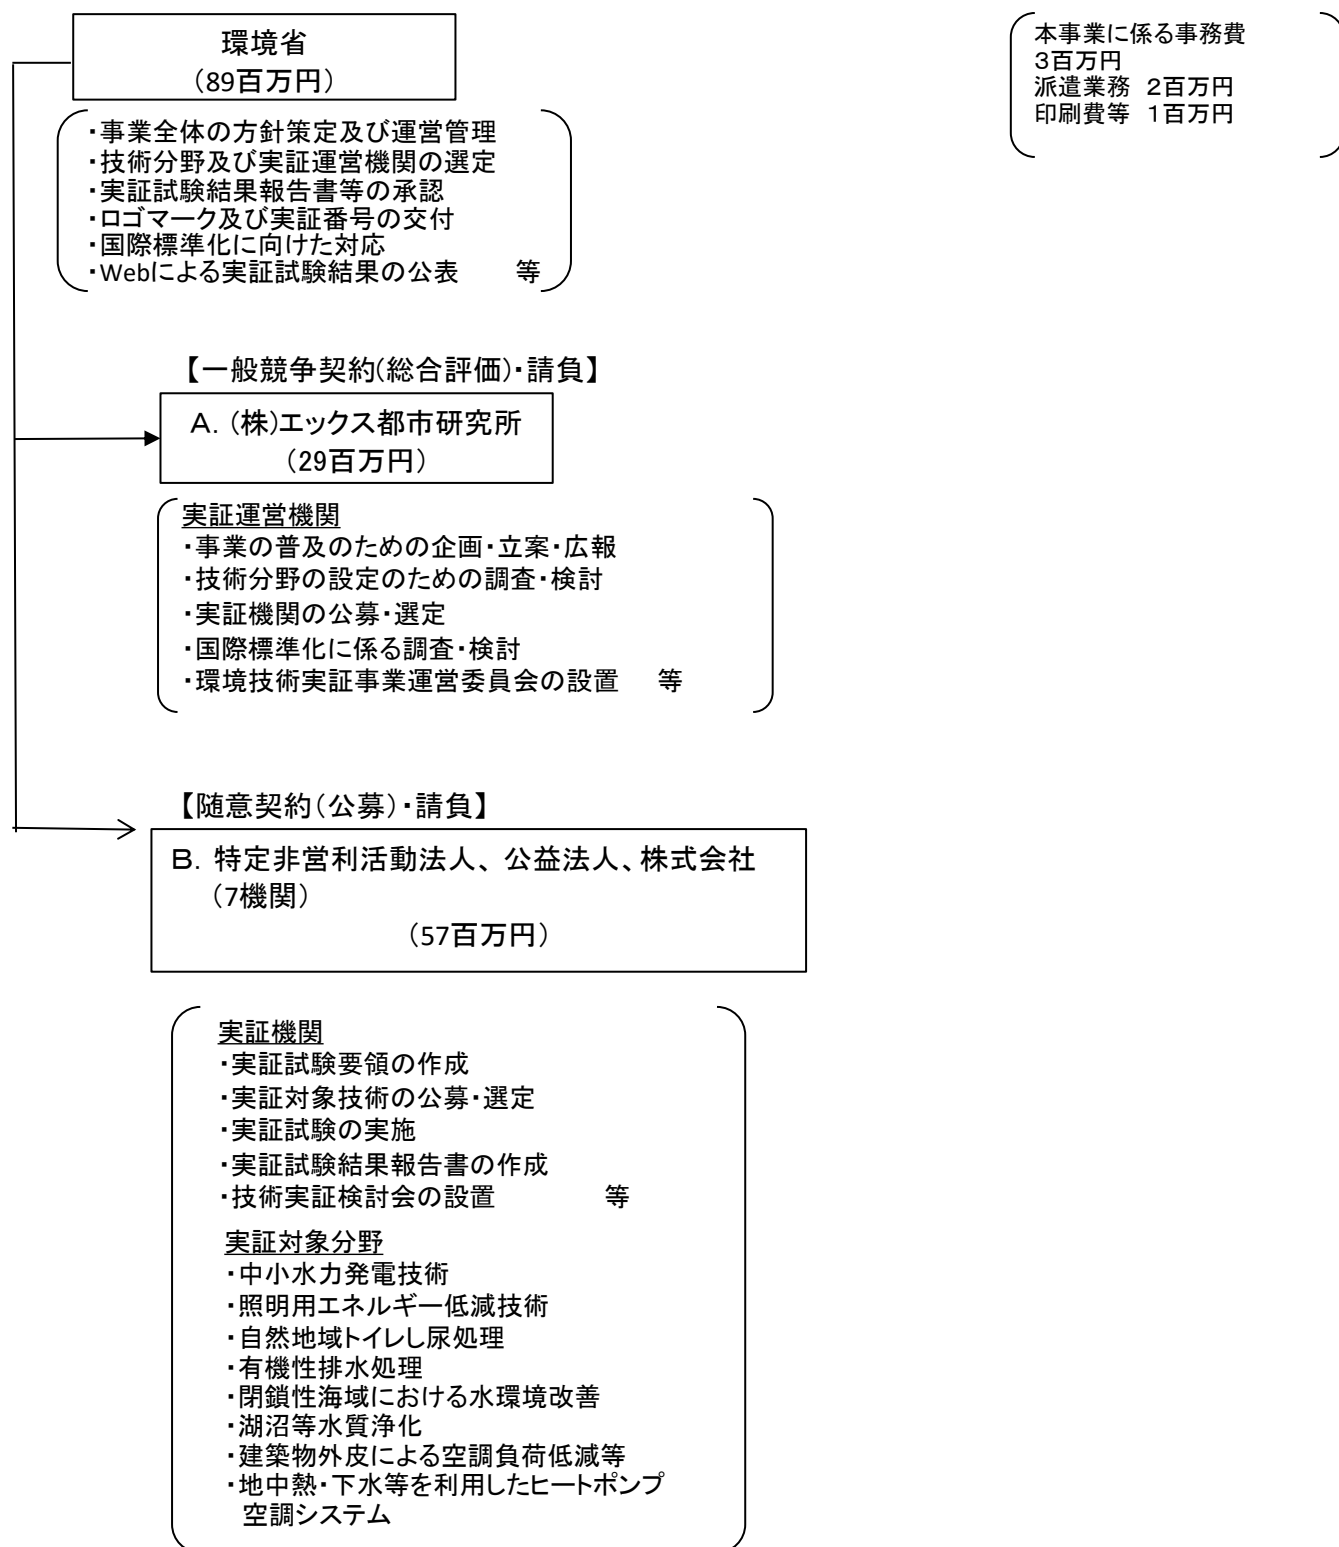 環境省
（89百万円）
本事業に係る事務費
３百万円
派遣業務 ２百万円
印刷費等 １百万円
・事業全体の方針策定及び運営管理
・技術分野及び実証運営機関の選定
・実証試験結果報告書等の承認
・ロゴマーク及び実証番号の交付
・国際標準化に向けた対応
・Webによる実証試験結果の公表 等
【一般競争契約(総合評価)・請負】
Ａ．（株）エックス都市研究所
（29百万円）
実証運営機関
・事業の普及のための企画・立案・広報
・技術分野の設定のための調査・検討
・実証機関の公募・選定
・国際標準化に係る調査・検討
・環境技術実証事業運営委員会の設置 等
【随意契約（公募）・請負】
Ｂ．特定非営利活動法人、公益法人、株式会社
（7機関）
（57百万円）
実証機関
・実証試験要領の作成
・実証対象技術の公募・選定
・実証試験の実施
・実証試験結果報告書の作成
・技術実証検討会の設置 等
実証対象分野
・中小水力発電技術
・照明用エネルギー低減技術
・自然地域トイレし尿処理
・有機性排水処理
・閉鎖性海域における水環境改善
・湖沼等水質浄化
・建築物外皮による空調負荷低減等
・地中熱・下水等を利用したヒートポンプ
空調システム